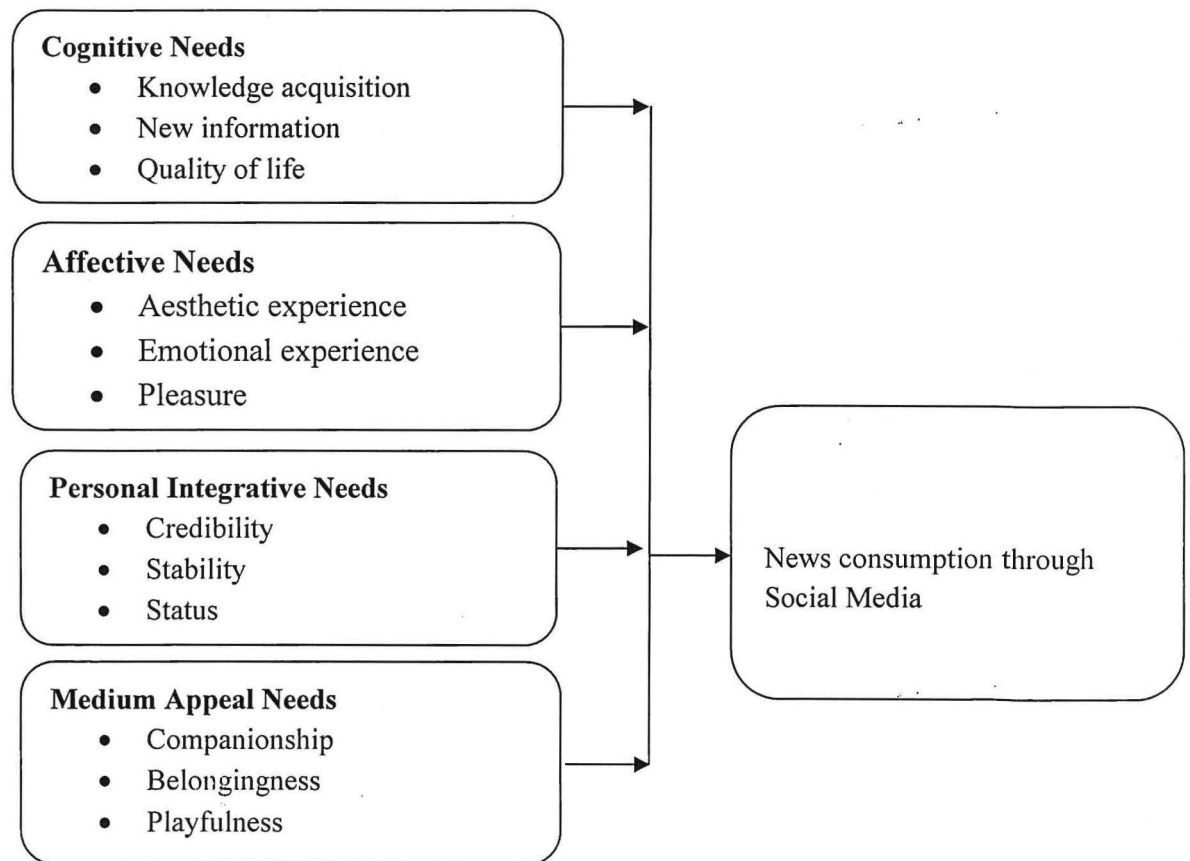 Cognitive Needs
• Knowledge acquisition
• New information
• Quality of life
Affective Needs
• Aesthetic experience
• Emotional experience
• Pleasure
Personal Integrative Needs
• Credibility
• Stability
• Status
Medium Appeal Needs
• Companionship
• Belongingness
• Playfulness
News consumption through
Social Media